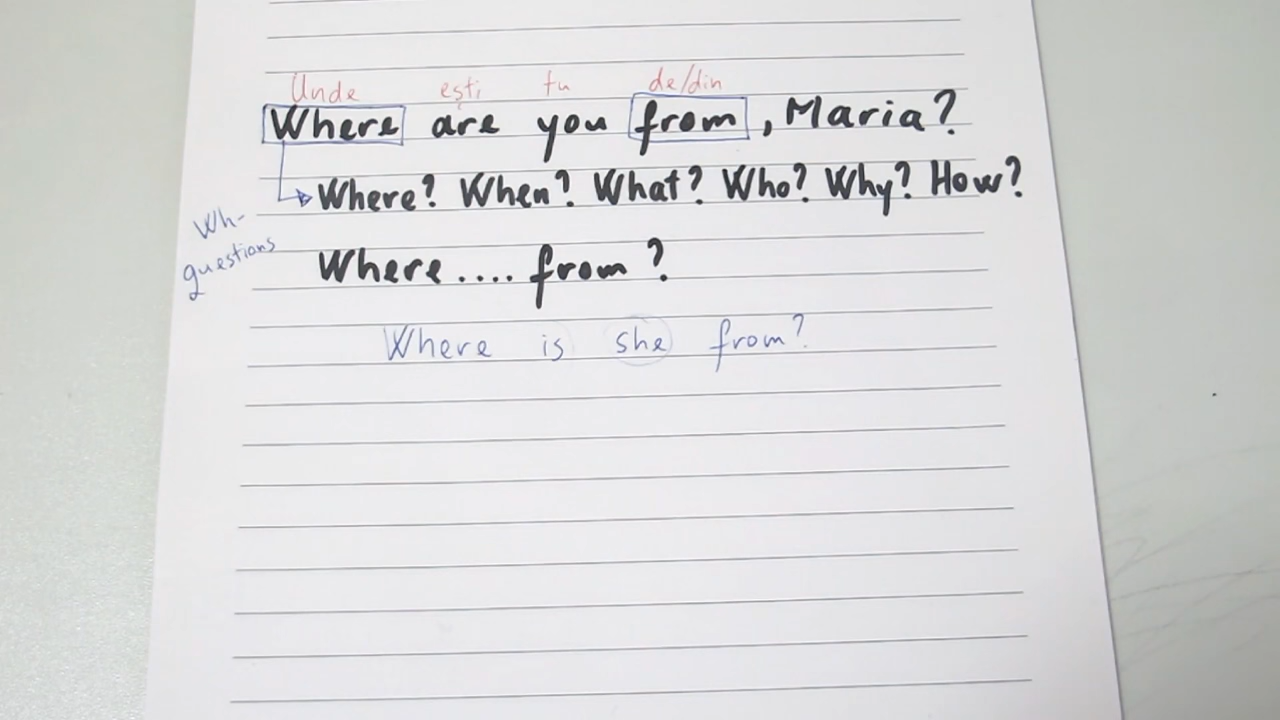 Unde ești tu de/din
Where are you from, Maria?
Where? When? What? Who? Why? How?
Wh-
questions
Where.... from?
Where is she from?